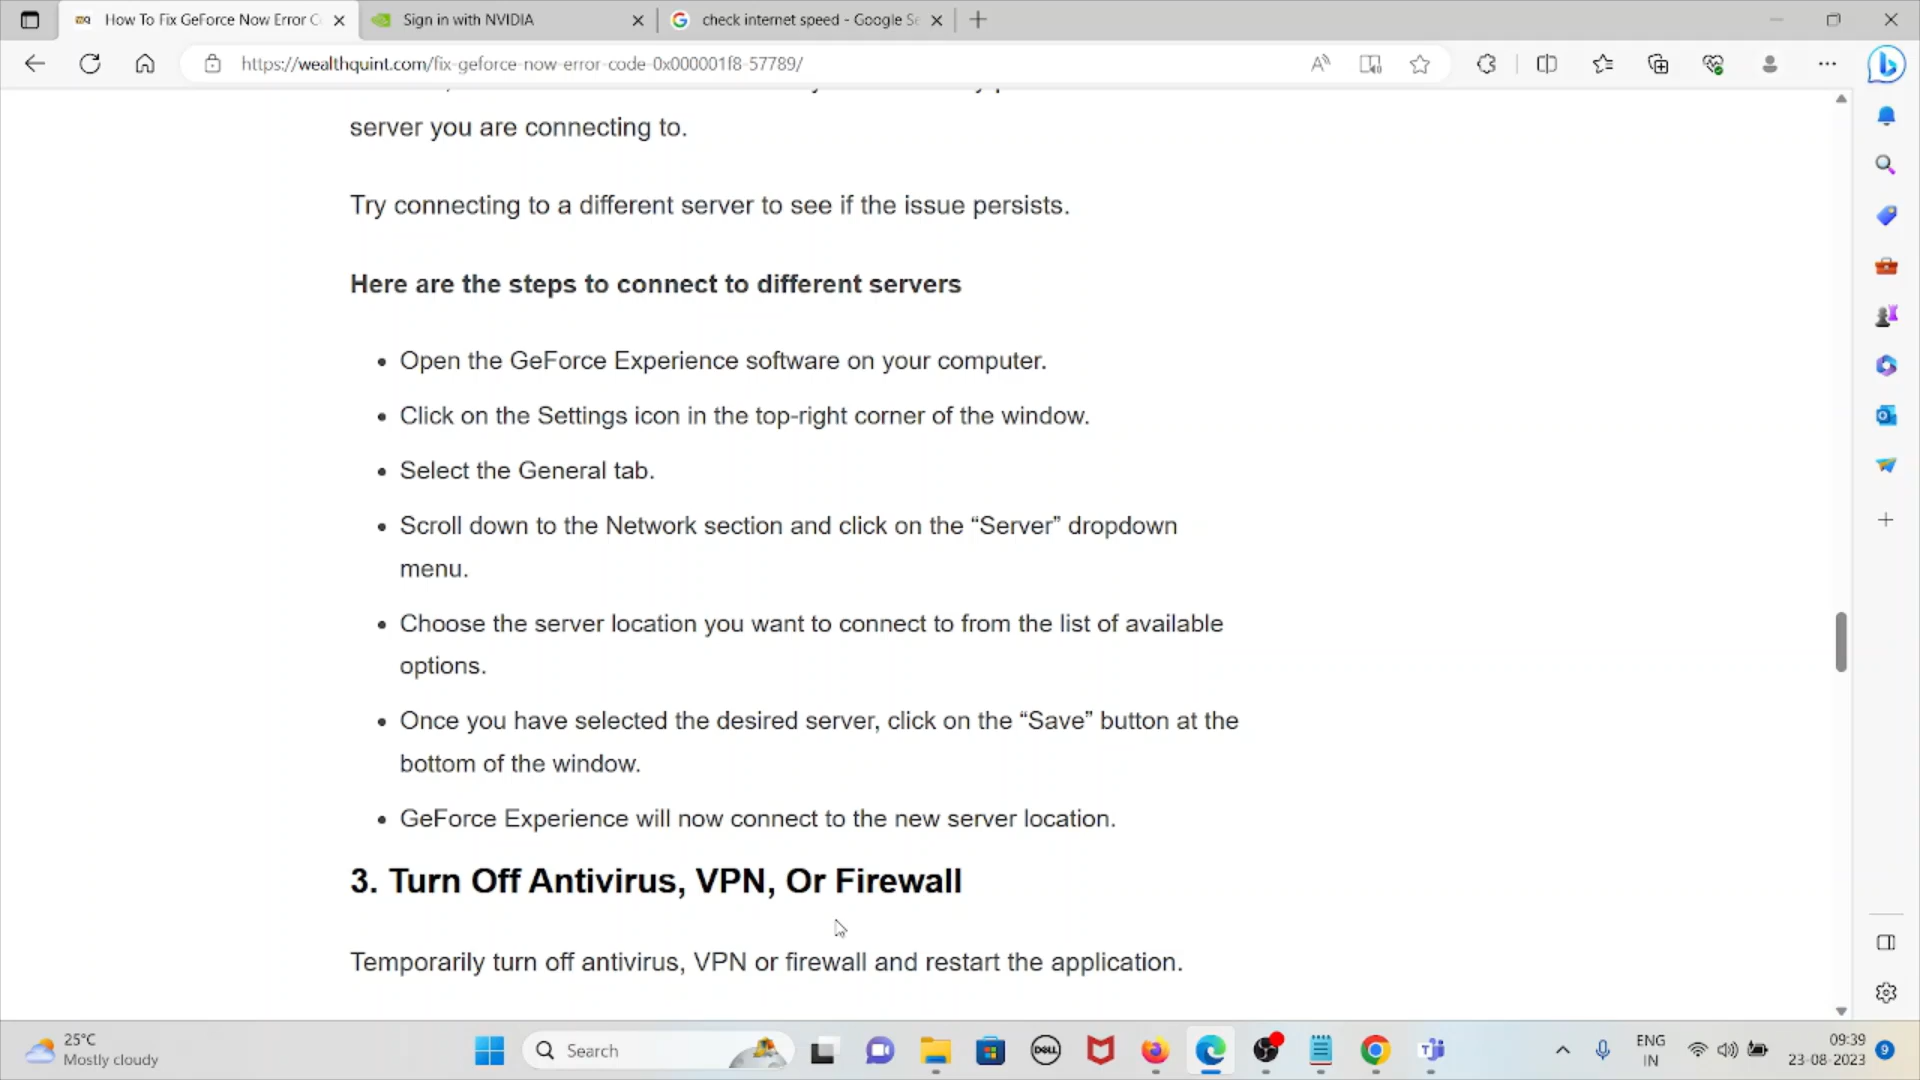 How To Fix GeForce Now Error C
Sign in with NVIDIA
check internet speed - Google Se
https://wealthquint.com/fix-geforce-now-error-code-0x000001f8-57789/
server you are connecting to.
Try connecting to a different server to see if the issue persists.
Here are the steps to connect to different servers
• Open the GeForce Experience software on your computer.
• Click on the Settings icon in the top-right corner of the window.
• Select the General tab.
• Scroll down to the Network section and click on the “Server” dropdown
menu.
• Choose the server location you want to connect to from the list of available
options.
• Once you have selected the desired server, click on the “Save” button at the
bottom of the window.
• GeForce Experience will now connect to the new server location.
3. Turn Off Antivirus, VPN, Or Firewall
Temporarily turn off antivirus, VPN or firewall and restart the application.
25°C
Mostly cloudy
Search
DELL
ENG
IN
09:39
23-08-2023
9